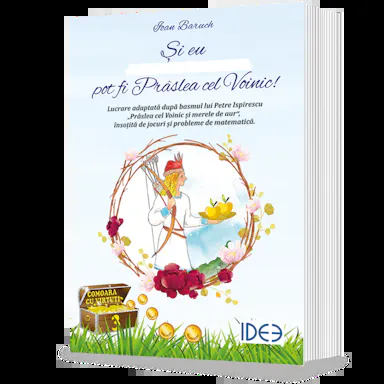 Ioan Baruch
Și eu
pot fi Prâslea cel Voinic!
Lucrare adaptată după basmul lui Petre Ispirescu
„Prâslea cel Voinic și merele de aur”,
însoțită de jocuri și probleme de matematică.
COMOARA
CU VIRTUȚI
3
IDEE